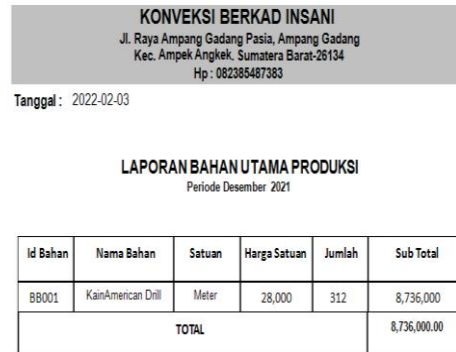 KONVEKSI BERKAD INSANI
Jl. Raya Ampang Gadang Pasia, Ampang Gadang
Kec. Ampek Angkek. Sumatera Barat-26134
Hp : 082385487383
Tanggal : 2022-02-03
LAPORAN BAHAN UTAMA PRODUKSI
Periode Desember 2021
Id Bahan Nama Bahan Satuan Harga Satuan Jumlah Sub Total
BB001 KainAmerican Drill Meter 28,000 312 8,736,000
TOTAL 8,736,000.00